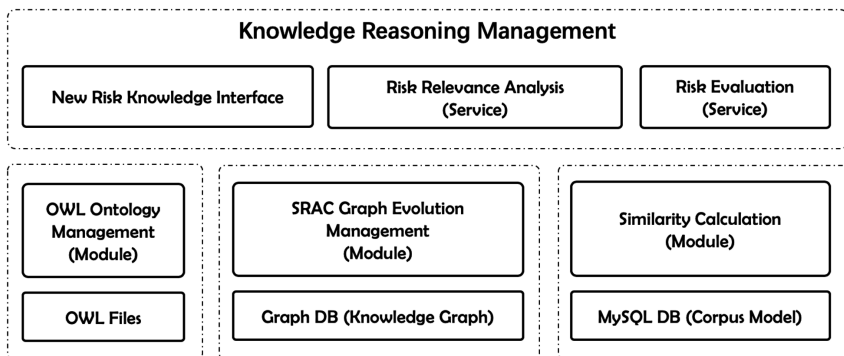 Knowledge Reasoning Management
New Risk Knowledge Interface
Risk Relevance Analysis
(Service)
Risk Evaluation
(Service)
OWL Ontology
Management
(Module)
SRAC Graph Evolution
Management
(Module)
Similarity Calculation
(Module)
OWL Files
Graph DB (Knowledge Graph)
MySQL DB (Corpus Model)